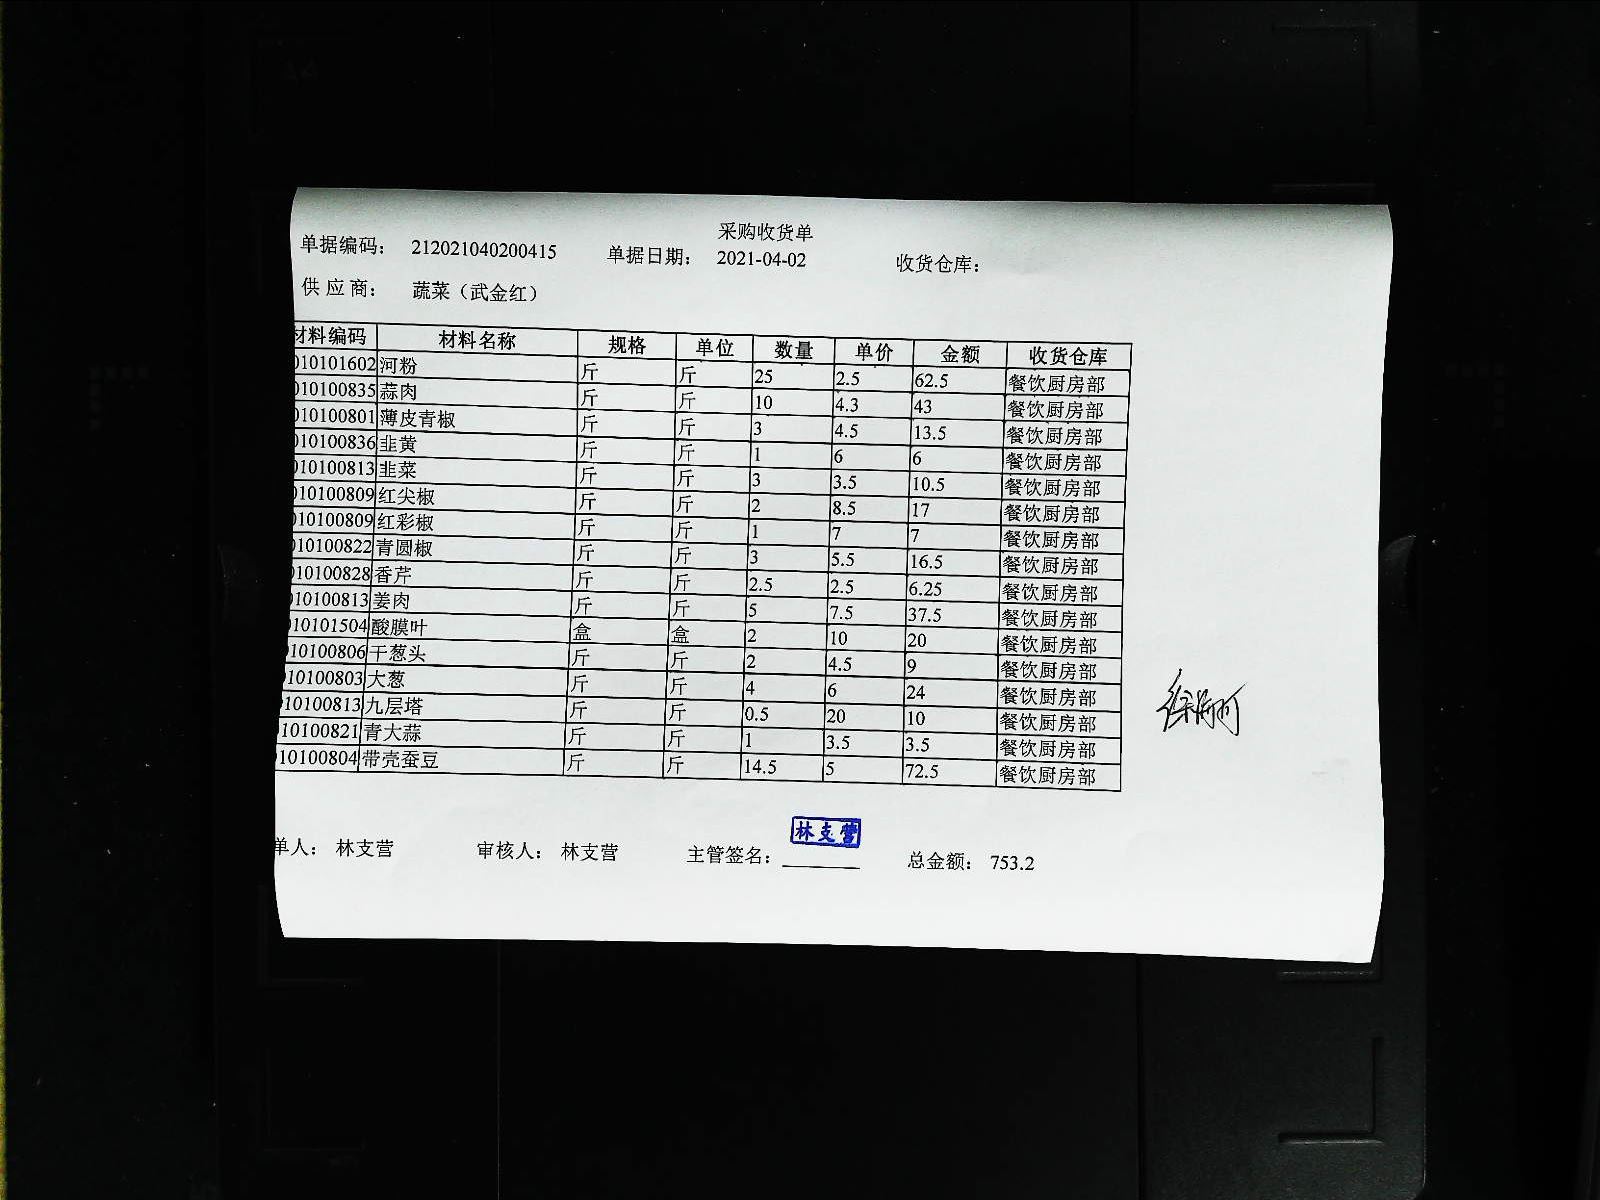 采购收货单
单据编码： 212021040200415 单据日期： 2021-04-02 收货仓库：
供应商： 蔬菜（武金红）
材料编码 材料名称 规格 单位 数量 单价 金额 收货仓库
010101602 河粉 斤 斤 25 2.5 62.5 餐饮厨房部
010100835 蒜肉 斤 斤 10 4.3 43 餐饮厨房部
010100801 薄皮青椒 斤 斤 3 4.5 13.5 餐饮厨房部
010100836 韭黄 斤 斤 1 6 6 餐饮厨房部
010100813 韭菜 斤 斤 3 3.5 10.5 餐饮厨房部
010100809 红尖椒 斤 斤 2 8.5 17 餐饮厨房部
010100809 红彩椒 斤 斤 1 7 7 餐饮厨房部
010100822 青圆椒 斤 斤 3 5.5 16.5 餐饮厨房部
010100828 香芹 斤 斤 2.5 2.5 6.25 餐饮厨房部
010100813 姜肉 斤 斤 5 7.5 37.5 餐饮厨房部
010101504 酸膜叶 盒 盒 2 10 20 餐饮厨房部
010100806 干葱头 斤 斤 2 4.5 9 餐饮厨房部
010100803 大葱 斤 斤 4 6 24 餐饮厨房部
010100813 九层塔 斤 斤 0.5 20 10 餐饮厨房部
10100821 青大蒜 斤 斤 1 3.5 3.5 餐饮厨房部
10100804 带壳蚕豆 斤 斤 14.5 5 72.5 餐饮厨房部
林支营
单人： 林支营 审核人： 林支营 主管签名： 总金额： 753.2